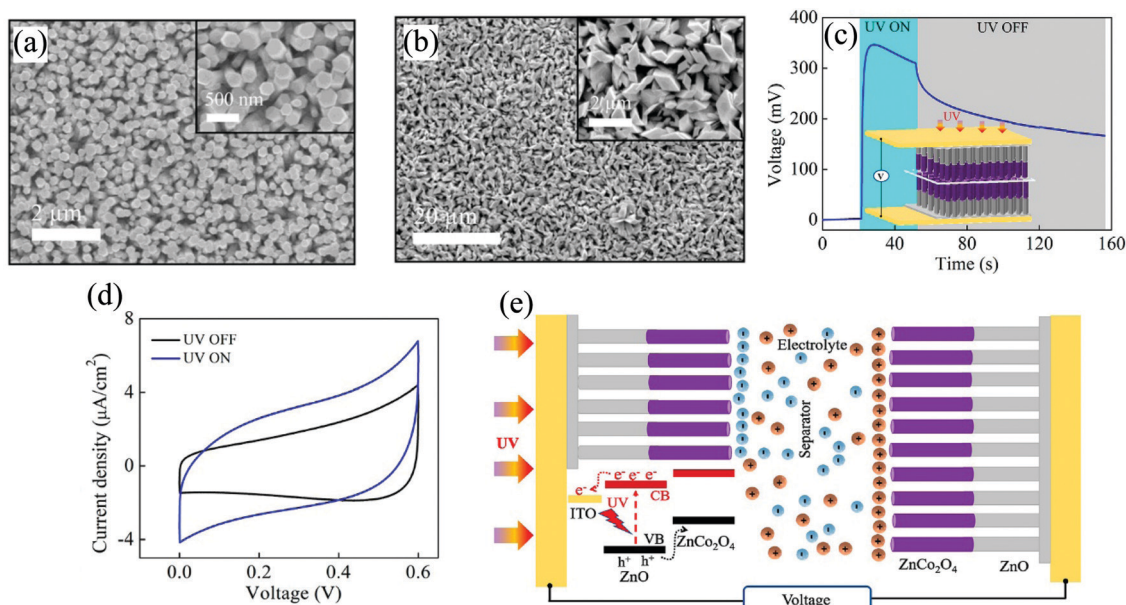 (a)
500 nm
2 µm
(b)
2 µm
20 µm
(c)
UV ON
UV OFF
400
300
200
100
0
Voltage (mV)
UV
V
0
40
80
120
160
Time (s)
(d)
8
4
0
-4
UV OFF
UV ON
Current density (µA/cm²)
0.0
0.2
0.4
0.6
Voltage (V)
(e)
UV
Electrolyte
Separator
e⁻ e⁻ e⁻
e⁻
UV
CB
ITO
VB
ZnCo₂O₄
h⁺ h⁺
ZnO
ZnCo₂O₄
ZnO
Voltage